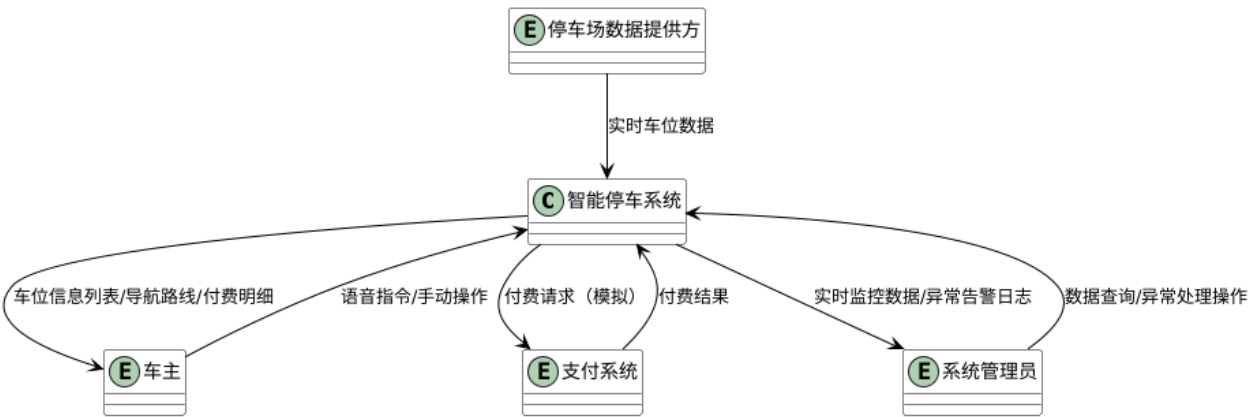 E 停车场数据提供方
实时车位数据
C 智能停车系统
车位信息列表/导航路线/付费明细
语音指令/手动操作
付费请求（模拟）
付费结果
实时监控数据/异常告警日志
数据查询/异常处理操作
E 车主
E 支付系统
E 系统管理员